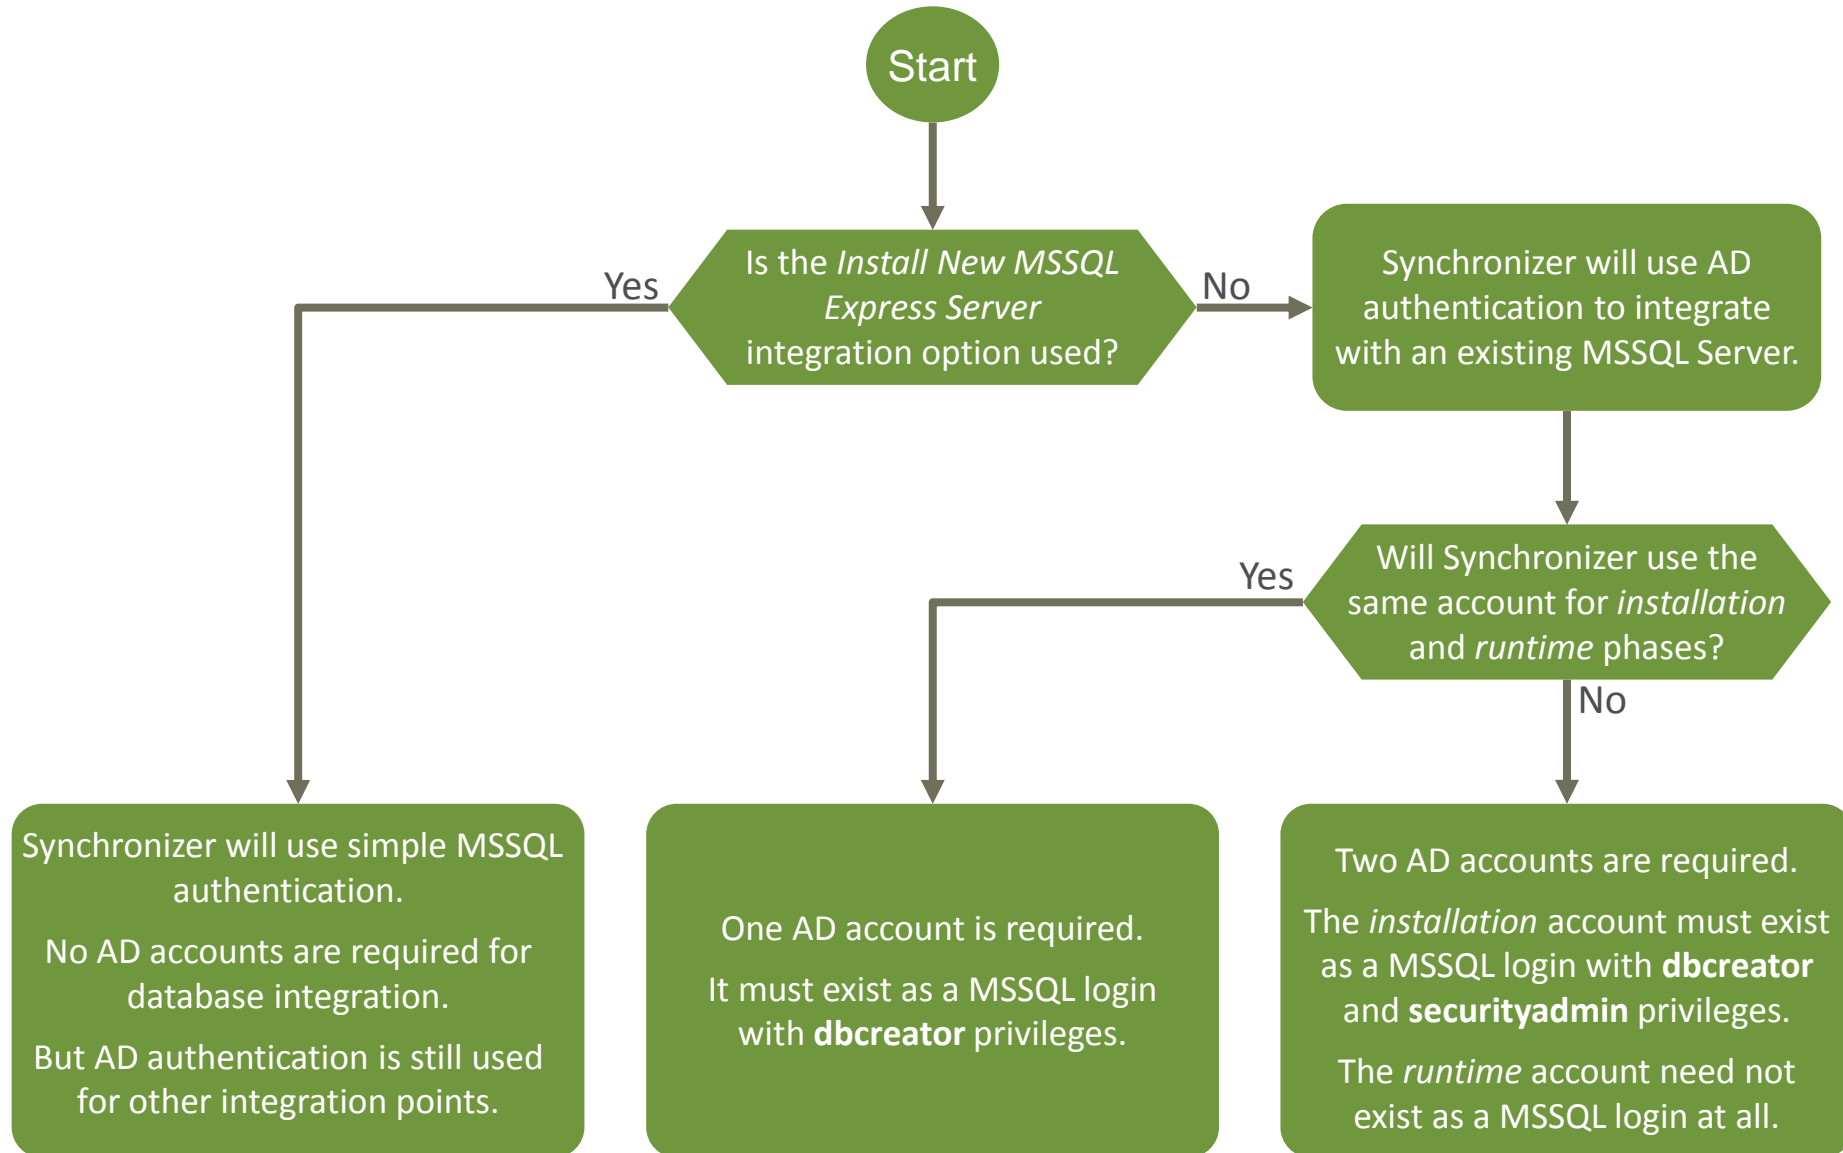 Start
Yes
Is the Install New MSSQL
Express Server
integration option used?
No
Synchronizer will use AD
authentication to integrate
with an existing MSSQL Server.
Yes
Will Synchronizer use the
same account for installation
and runtime phases?
No
Synchronizer will use simple MSSQL
authentication.
No AD accounts are required for
database integration.
But AD authentication is still used
for other integration points.
One AD account is required.
It must exist as a MSSQL login
with dbcreator privileges.
Two AD accounts are required.
The installation account must exist
as a MSSQL login with dbcreator
and securityadmin privileges.
The runtime account need not
exist as a MSSQL login at all.